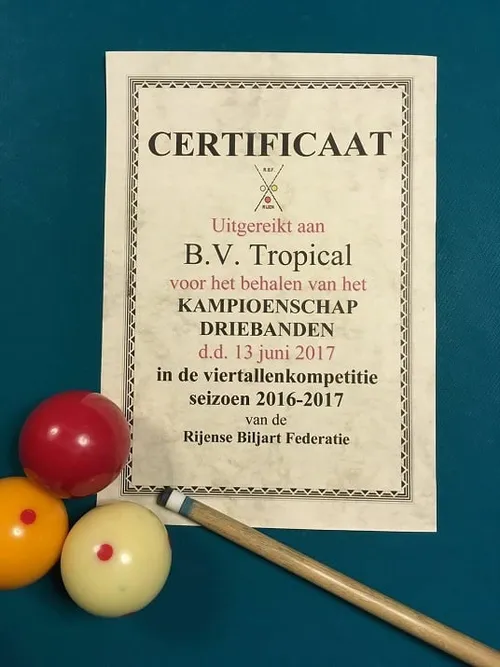 CERTIFICAAT
R.B.F.
RIJEN
Uitgereikt aan
B.V. Tropical
voor het behalen van het
KAMPIOENSCHAP
DRIEBANDEN
d.d. 13 juni 2017
in de viertallenkompetitie
seizoen 2016-2017
van de
Rijense Biljart Federatie